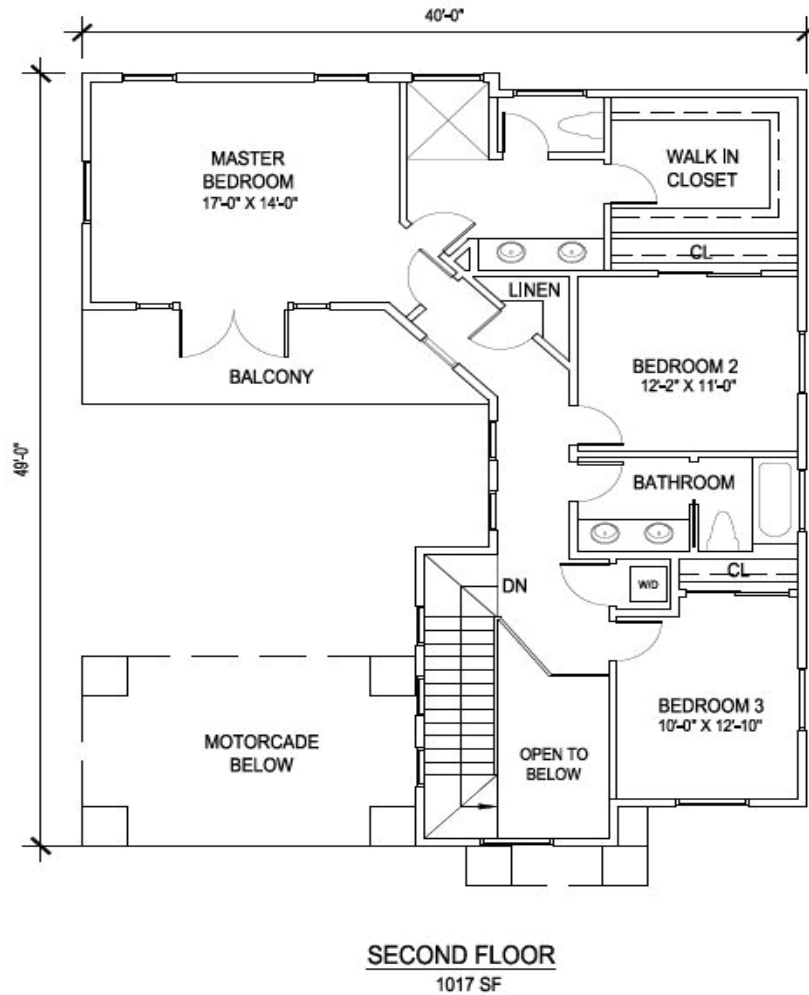 40'-0"
MASTER
BEDROOM
17'-0" X 14'-0"
WALK IN
CLOSET
CL
LINEN
BALCONY
BEDROOM 2
12'-2" X 11'-0"
49'-0"
BATHROOM
CL
DN
W/D
BEDROOM 3
10'-0" X 12'-10"
MOTORCADE
BELOW
OPEN TO
BELOW
SECOND FLOOR
1017 SF